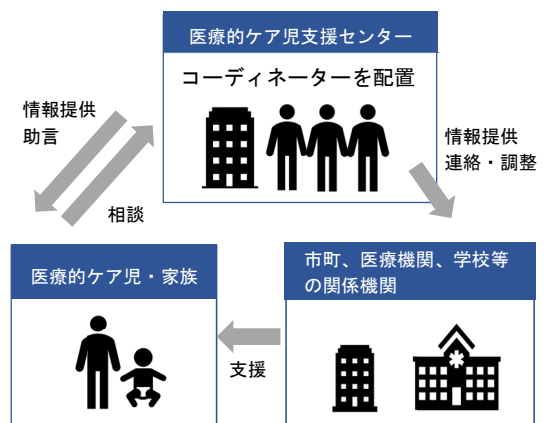 医療的ケア児支援センター
コーディネーターを配置
情報提供
助言
相談
情報提供
連絡・調整
医療的ケア児・家族
市町、医療機関、学校等
の関係機関
支援